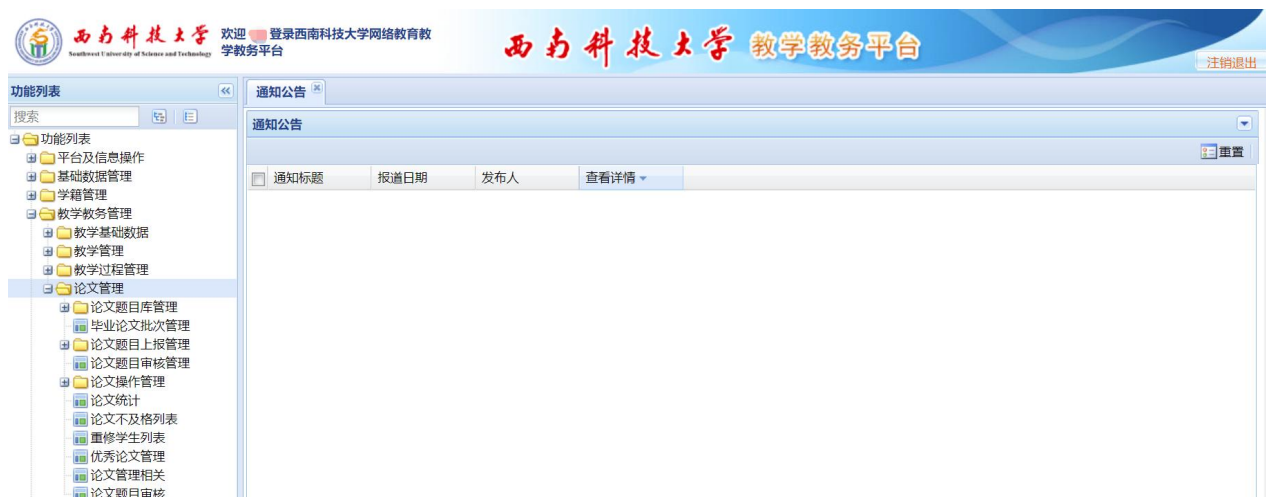 西南科技大学
Southwest University of Science and Technology
欢迎 登录西南科技大学网络教育教
学教务平台
西南科技大学 教学教务平台
注销退出
功能列表
通知公告
搜索
通知公告
重置
通知标题 报道日期 发布人 查看详情
功能列表
平台及信息操作
基础数据管理
学籍管理
教学教务管理
教学基础数据
教学管理
教学过程管理
论文管理
论文题目库管理
毕业论文批次管理
论文题目上报管理
论文题目审核管理
论文操作管理
论文统计
论文不及格列表
重修学生列表
优秀论文管理
论文管理相关
论文题目审核